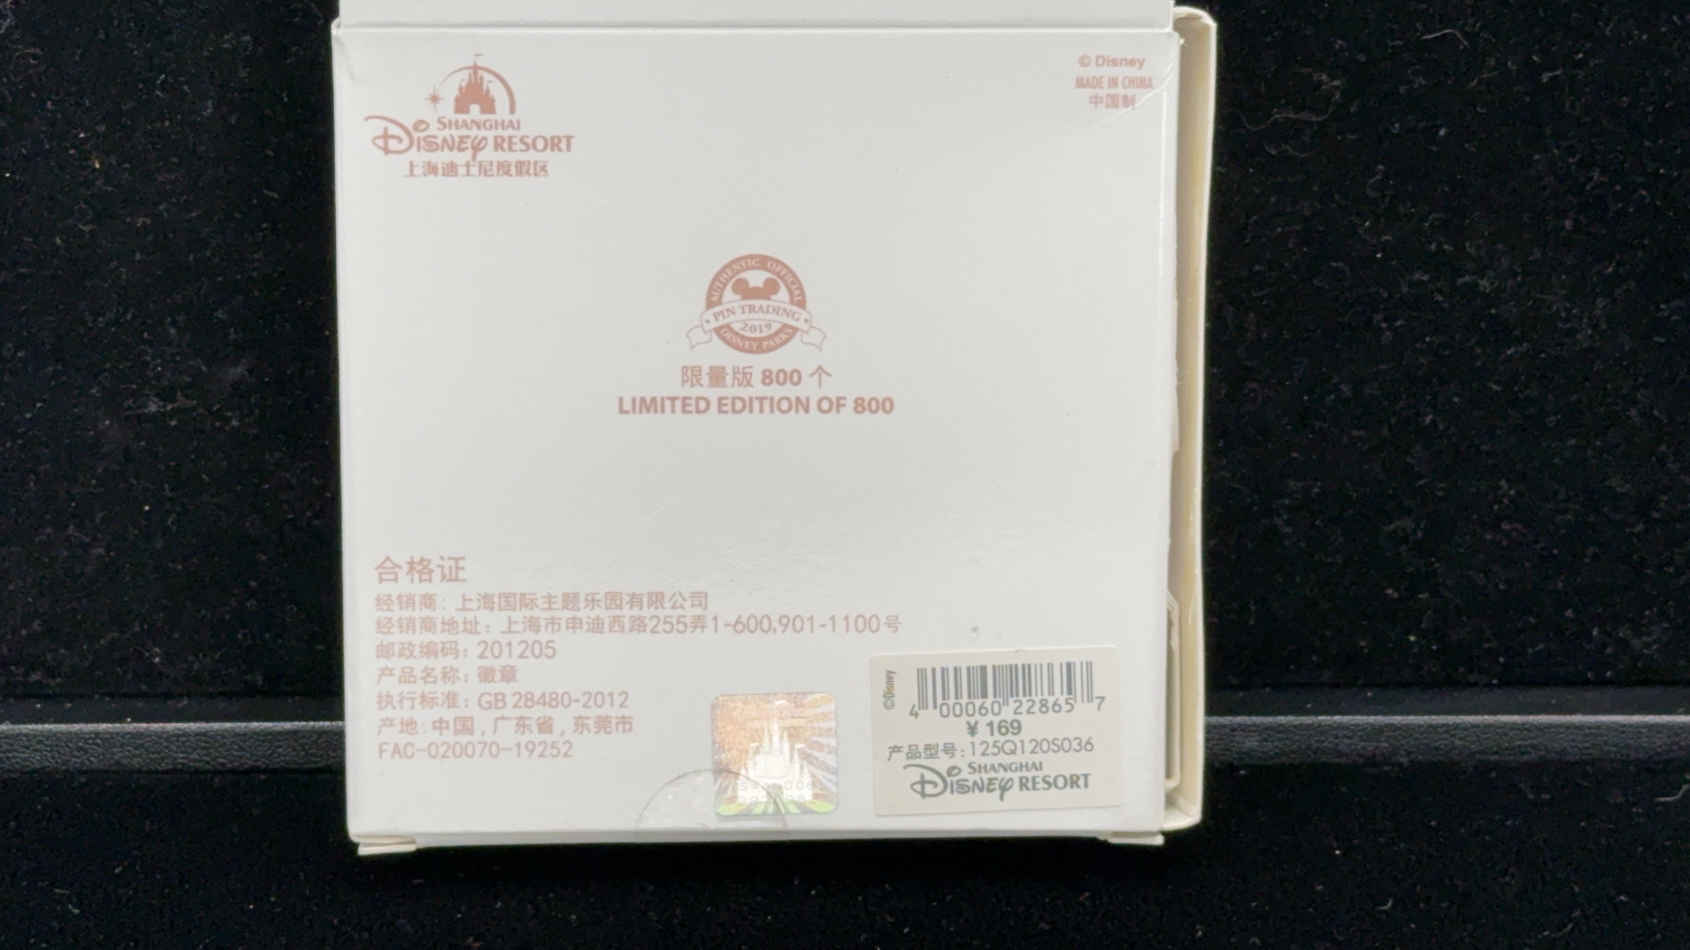 SHANGHAI
DISNEY RESORT
上海迪士尼度假区
© Disney
MADE IN CHINA
中国制
AUTHENTIC OFFICIAL
PIN TRADING
2019
DISNEY PARKS
限量版 800 个
LIMITED EDITION OF 800
合格证
经销商: 上海国际主题乐园有限公司
经销商地址: 上海市申迪西路255弄1-600,901-1100号
邮政编码: 201205
产品名称: 徽章
执行标准: GB 28480-2012
产地: 中国, 广东省, 东莞市
FAC-020070-19252
©Disney
4 00060 22865 7
¥ 169
产品型号: 125Q120S036
SHANGHAI
DISNEY RESORT